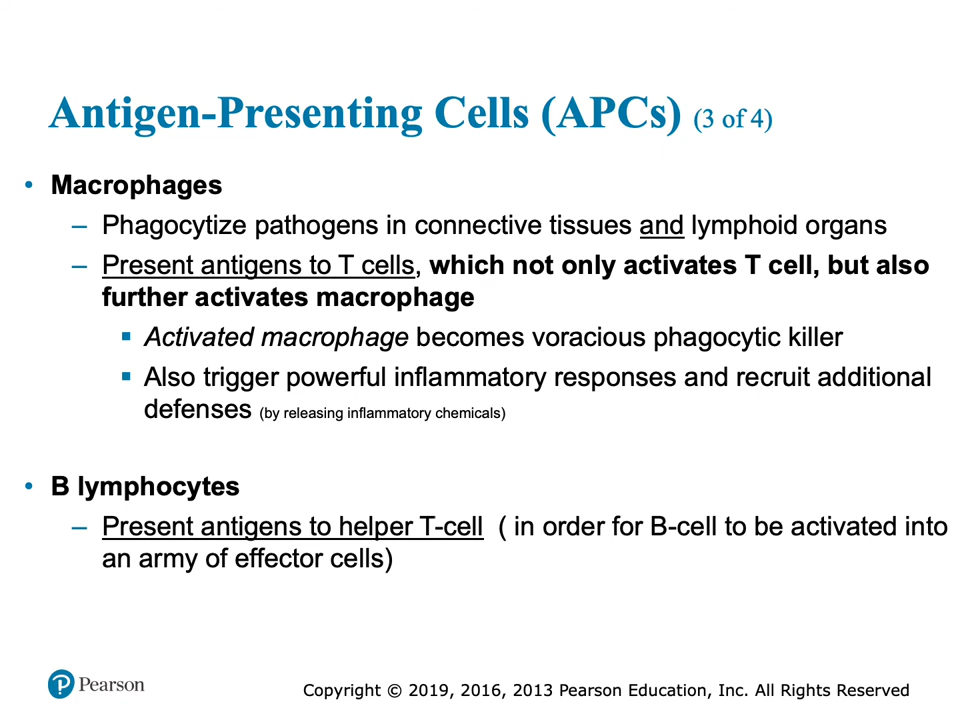 Antigen-Presenting Cells (APCs) (3 of 4)
• Macrophages
– Phagocytize pathogens in connective tissues and lymphoid organs
– Present antigens to T cells, which not only activates T cell, but also
further activates macrophage
▪ Activated macrophage becomes voracious phagocytic killer
▪ Also trigger powerful inflammatory responses and recruit additional
defenses (by releasing inflammatory chemicals)
• B lymphocytes
– Present antigens to helper T-cell ( in order for B-cell to be activated into
an army of effector cells)
P Pearson
Copyright © 2019, 2016, 2013 Pearson Education, Inc. All Rights Reserved